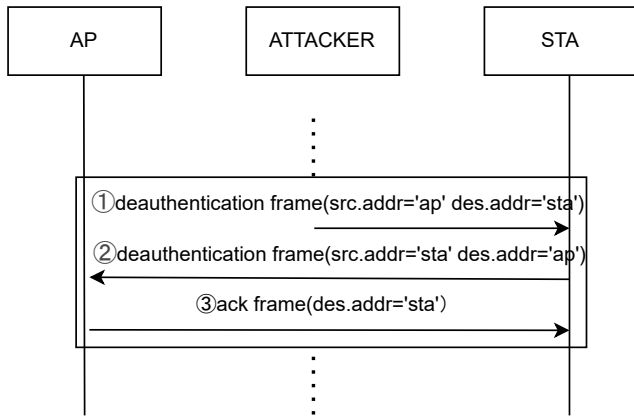 AP
ATTACKER
STA
①deauthentication frame(src.addr='ap' des.addr='sta')
②deauthentication frame(src.addr='sta' des.addr='ap')
③ack frame(des.addr='sta'）